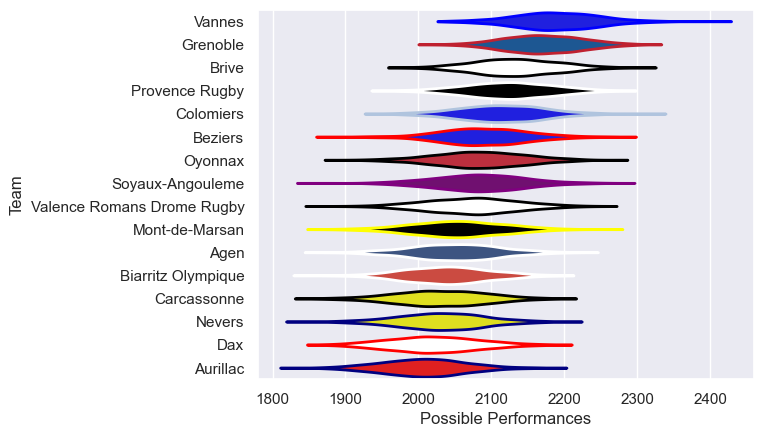 Vannes
Grenoble
Brive
Provence Rugby
Colomiers
Beziers
Oyonnax
Soyaux-Angouleme
Valence Romans Drome Rugby
Mont-de-Marsan
Agen
Biarritz Olympique
Carcassonne
Nevers
Dax
Aurillac
Team
1800 1900 2000 2100 2200 2300 2400
Possible Performances